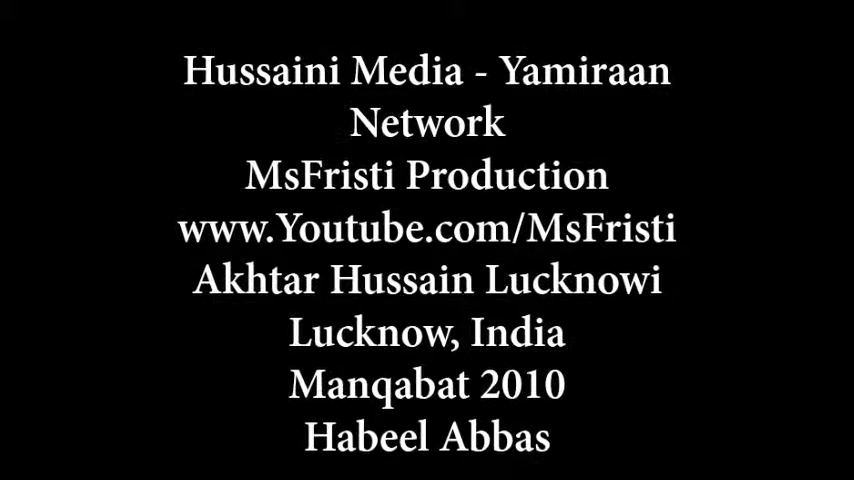 Hussaini Media - Yamiraan
Network
MsFristi Production
www.Youtube.com/MsFristi
Akhtar Hussain Lucknowi
Lucknow, India
Manqabat 2010
Habeel Abbas